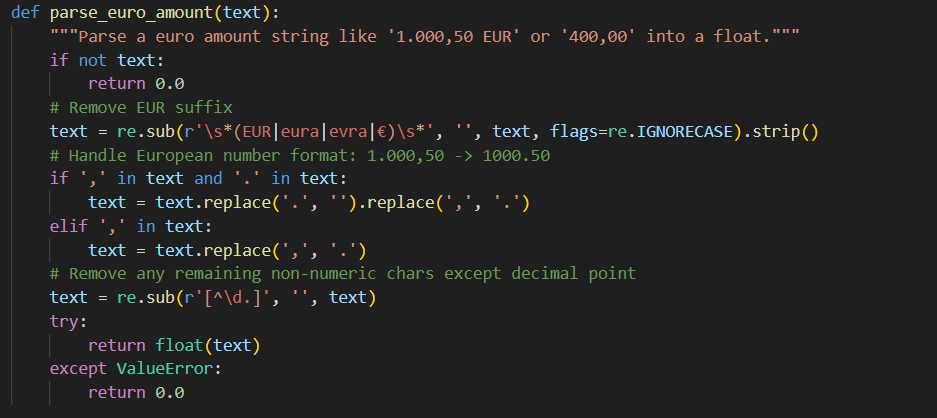 def parse_euro_amount(text):
    """Parse a euro amount string like '1.000,50 EUR' or '400,00' into a float."""
    if not text:
        return 0.0
    # Remove EUR suffix
    text = re.sub(r'\s*(EUR|eura|evra|€)\s*', '', text, flags=re.IGNORECASE).strip()
    # Handle European number format: 1.000,50 -> 1000.50
    if ',' in text and '.' in text:
        text = text.replace('.', '').replace(',', '.')
    elif ',' in text:
        text = text.replace(',', '.')
    # Remove any remaining non-numeric chars except decimal point
    text = re.sub(r'[^\d.]', '', text)
    try:
        return float(text)
    except ValueError:
        return 0.0